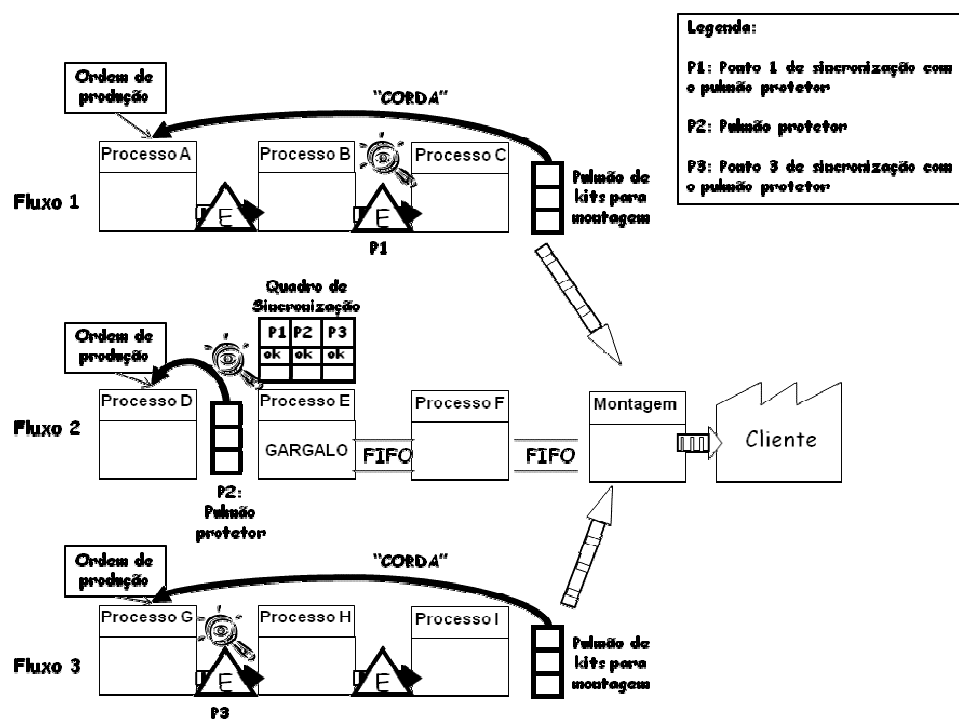 Legenda:
P1: Ponto 1 de sincronização com
o pulmão protetor
P2: Pulmão protetor
P3: Ponto 3 de sincronização com
o pulmão protetor
Ordem de
produção
"CORDA"
Processo A
Processo B
Processo C
Fluxo 1
E
E
P1
Pulmão de
kits para
montagem
Quadro de
Sincronização
P1 P2 P3
ok ok ok
Ordem de
produção
Processo D
Processo E
Processo F
Montagem
Fluxo 2
GARGALO
FIFO
FIFO
Cliente
P2:
Pulmão
protetor
Ordem de
produção
"CORDA"
Processo G
Processo H
Processo I
Fluxo 3
E
E
P3
Pulmão de
kits para
montagem